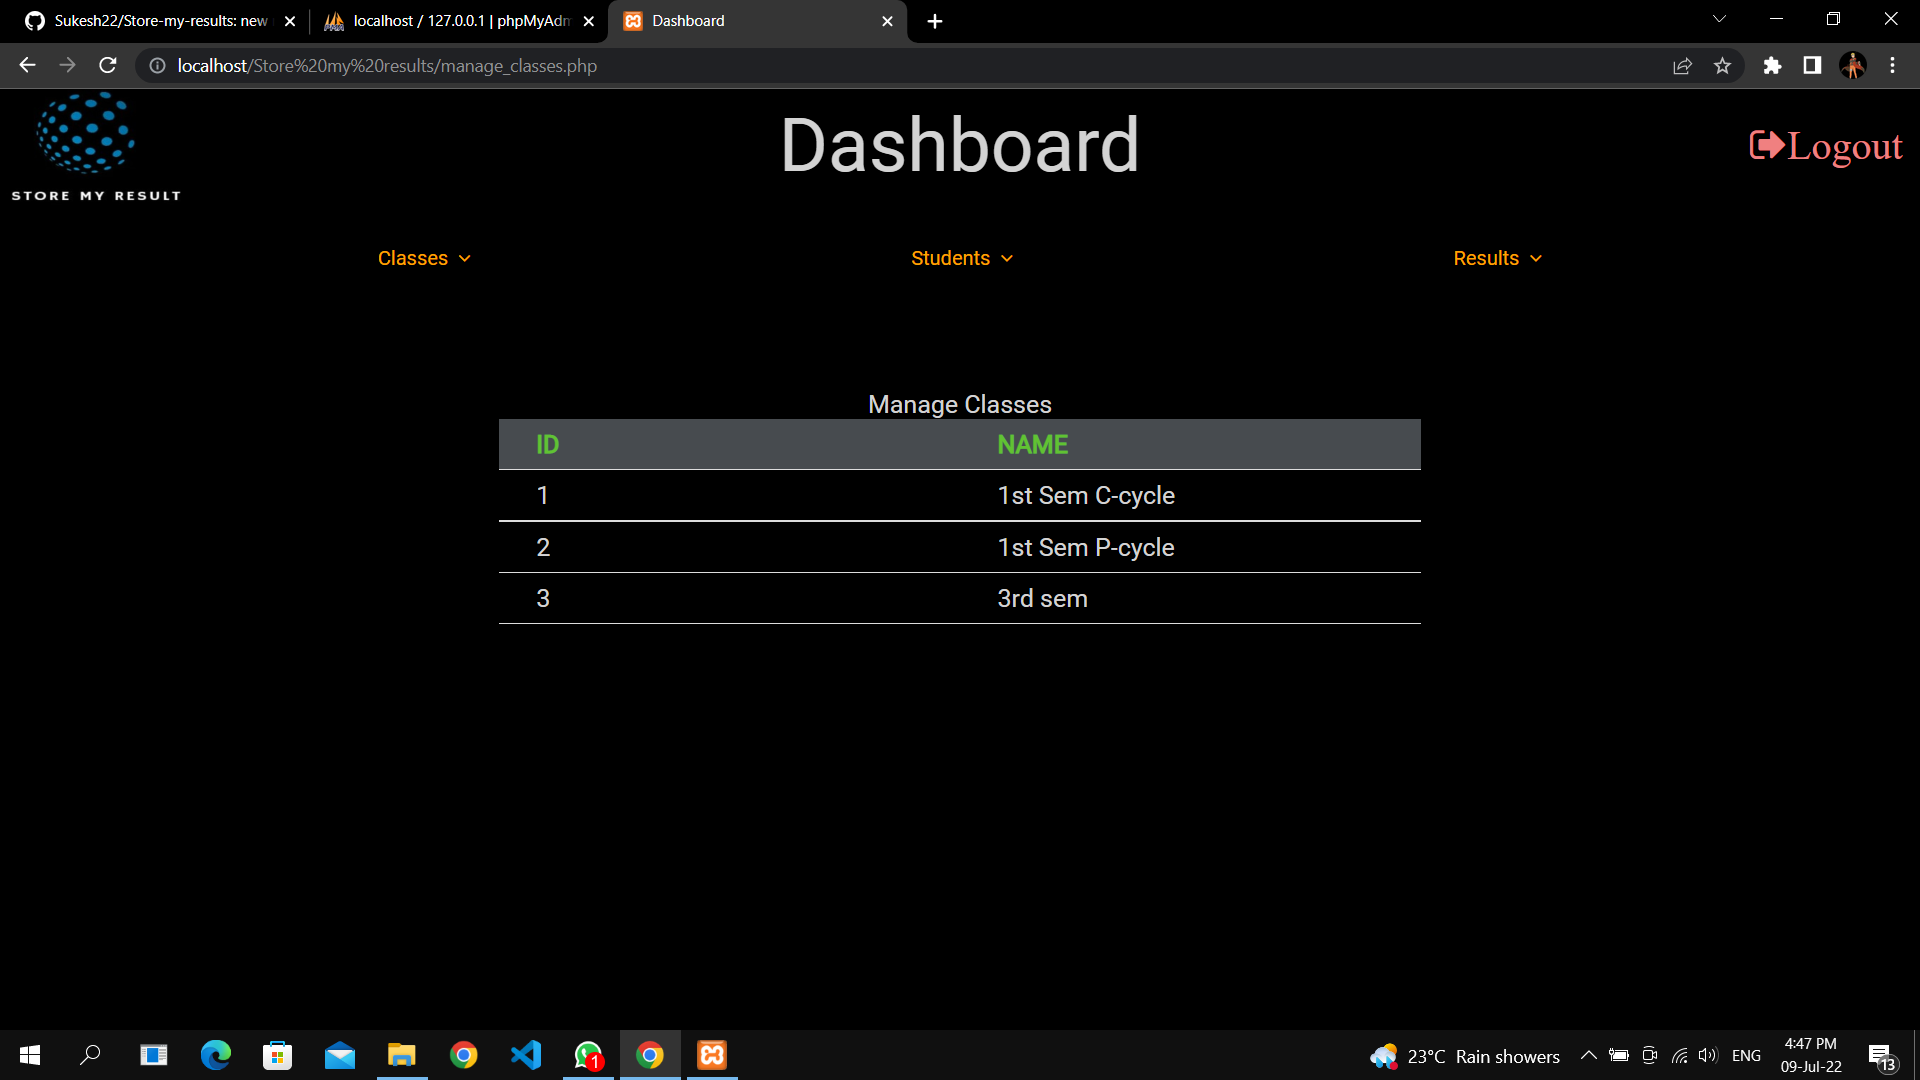 Sukesh22/Store-my-results: new
localhost / 127.0.0.1 | phpMyAdm
Dashboard
localhost/Store%20my%20results/manage_classes.php
STORE MY RESULT
Dashboard
Logout
Classes
Students
Results
Manage Classes
ID NAME
1 1st Sem C-cycle
2 1st Sem P-cycle
3 3rd sem
1
23°C Rain showers
ENG
4:47 PM
09-Jul-22
13